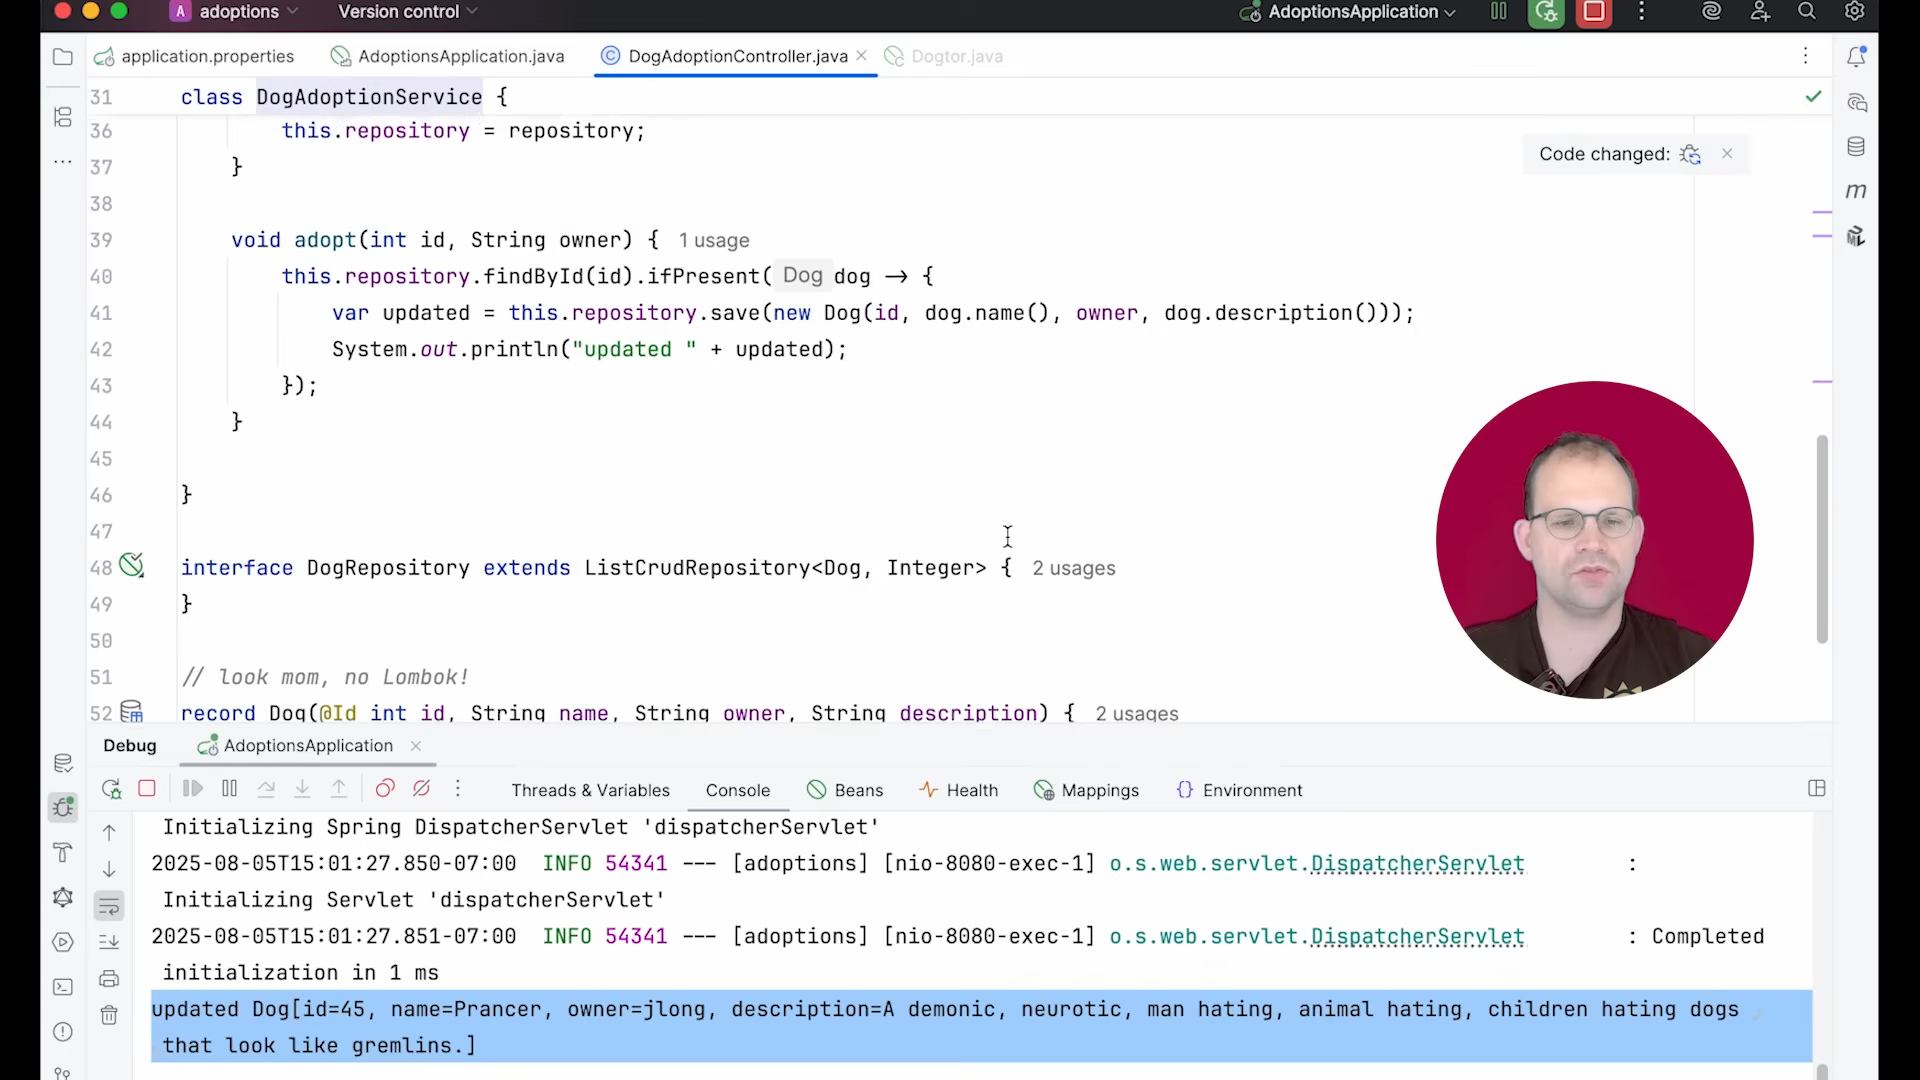 A adoptions Version control AdoptionsApplication
application.properties AdoptionsApplication.java DogAdoptionController.java Dogtor.java
31 class DogAdoptionService {
36 this.repository = repository;
Code changed:
37 }
38
39 void adopt(int id, String owner) { 1 usage
40 this.repository.findById(id).ifPresent( Dog dog → {
41 var updated = this.repository.save(new Dog(id, dog.name(), owner, dog.description()));
42 System.out.println("updated " + updated);
43 });
44 }
45
46 }
47
48 interface DogRepository extends ListCrudRepository<Dog, Integer> { 2 usages
49 }
50
51 // look mom, no Lombok!
52 record Dog(@Id int id, String name, String owner, String description) { 2 usages
Debug AdoptionsApplication
Threads & Variables Console Beans Health Mappings Environment
Initializing Spring DispatcherServlet 'dispatcherServlet'
2025-08-05T15:01:27.850-07:00 INFO 54341 --- [adoptions] [nio-8080-exec-1] o.s.web.servlet.DispatcherServlet :
Initializing Servlet 'dispatcherServlet'
2025-08-05T15:01:27.851-07:00 INFO 54341 --- [adoptions] [nio-8080-exec-1] o.s.web.servlet.DispatcherServlet : Completed
initialization in 1 ms
updated Dog[id=45, name=Prancer, owner=jlong, description=A demonic, neurotic, man hating, animal hating, children hating dogs
that look like gremlins.]